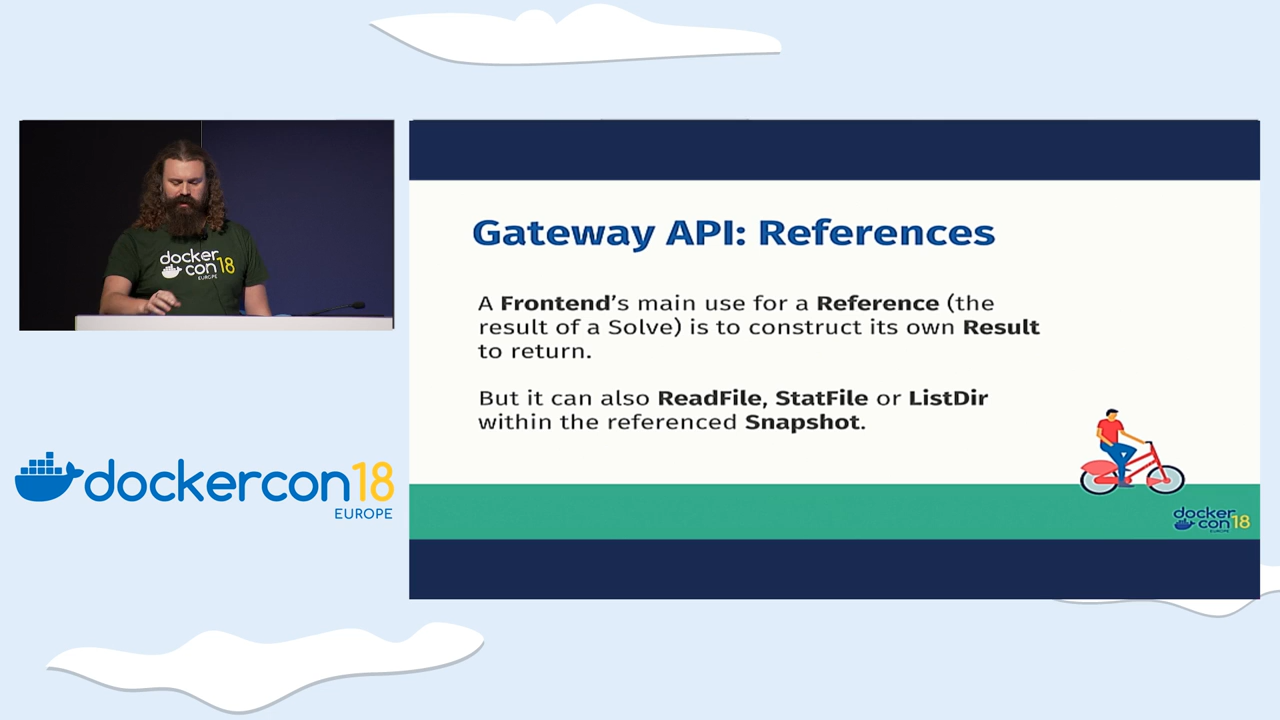 docker
con18
EUROPE
dockercon18
EUROPE
Gateway API: References
A Frontend's main use for a Reference (the
result of a Solve) is to construct its own Result
to return.
But it can also ReadFile, StatFile or ListDir
within the referenced Snapshot.
docker
con18
EUROPE